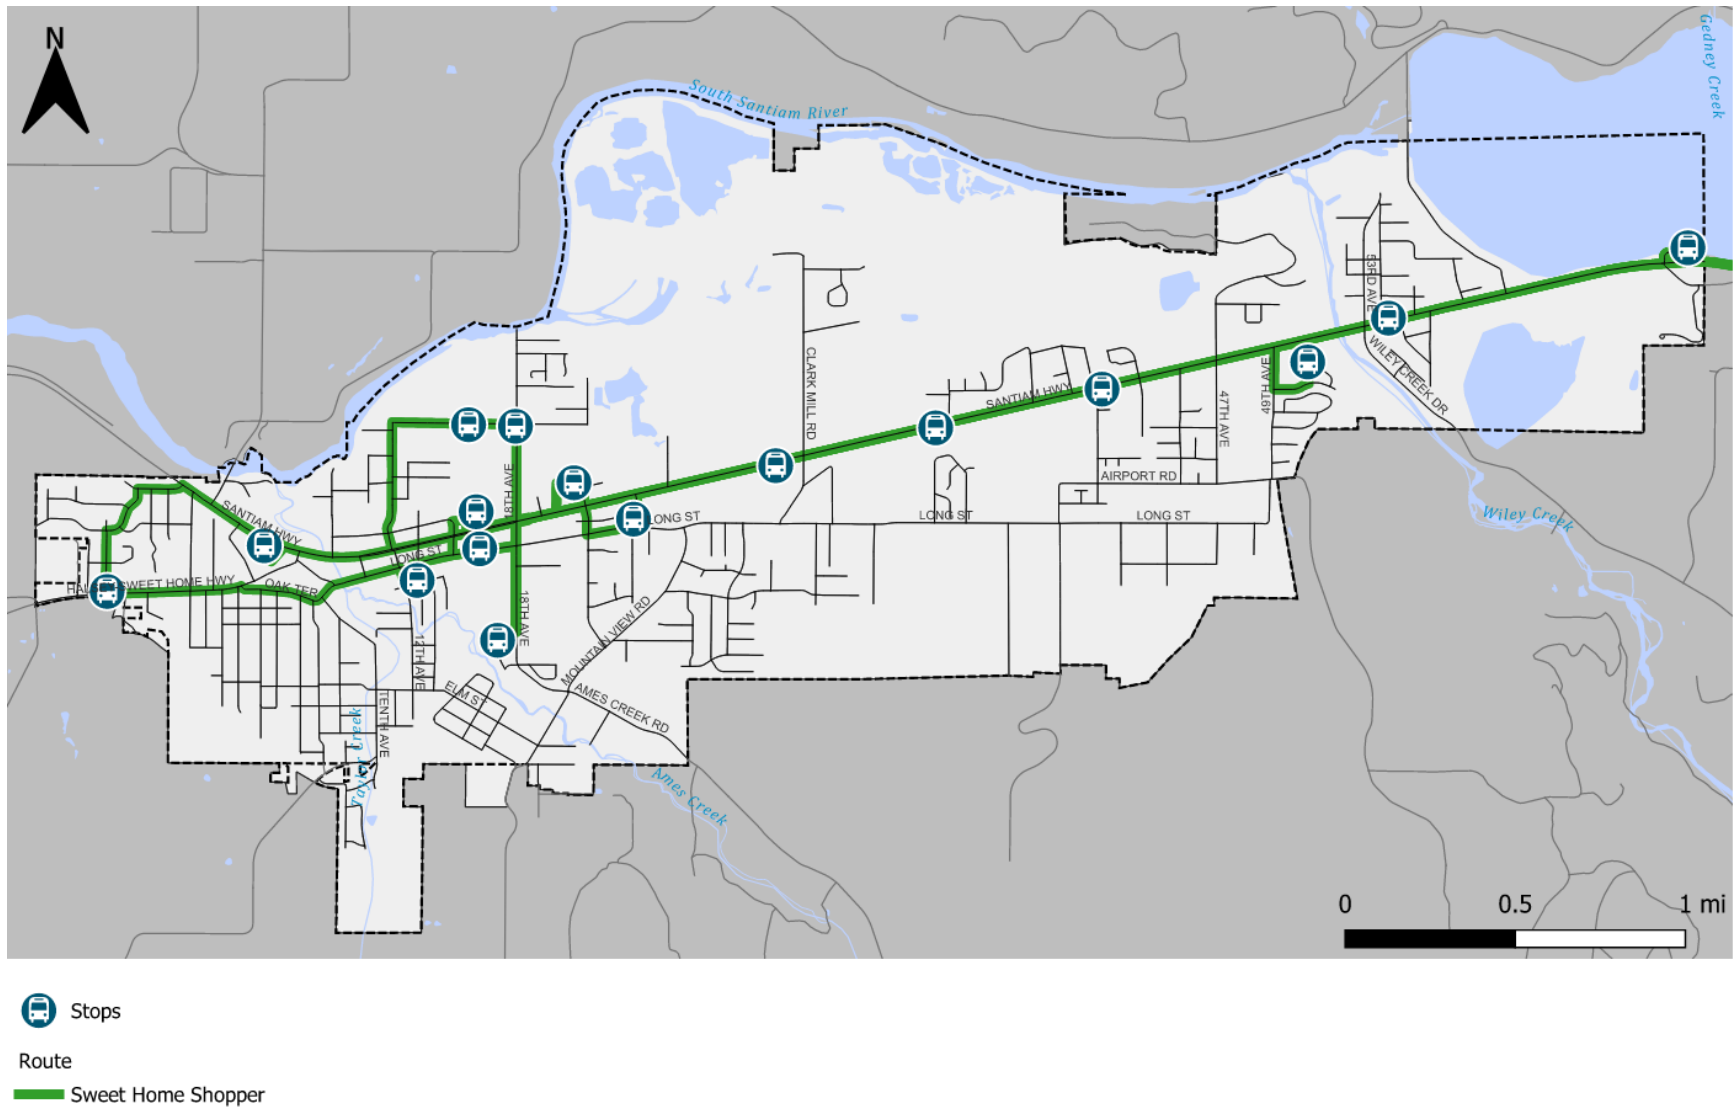 N
Gedney Creek
South Santiam River
53RD AVE
CLARK MILL RD
WILEY CREEK DR
SANTIAM HWY
49TH AVE
47TH AVE
18TH AVE
AIRPORT RD
SANTIAM HWY
LONG ST
LONG ST
LONG ST
Wiley Creek
LONG ST
SWEET HOME HWY
OAK TER
18TH AVE
MOUNTAIN VIEW RD
12TH AVE
ELM ST
AMES CREEK RD
TENTH AVE
Taylor Creek
Ames Creek
0 0.5 1 mi
Stops
Route
Sweet Home Shopper